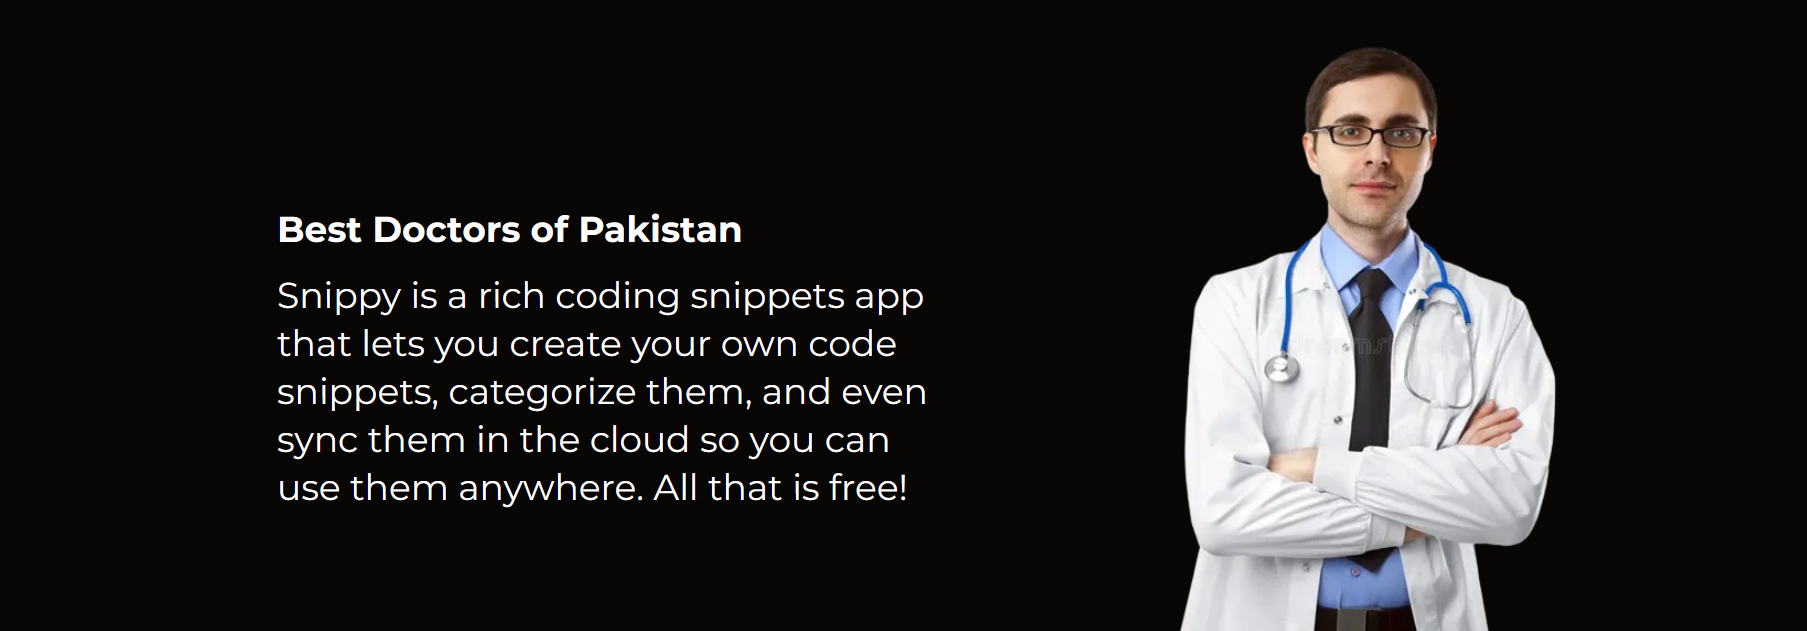 Best Doctors of Pakistan
Snippy is a rich coding snippets app
that lets you create your own code
snippets, categorize them, and even
sync them in the cloud so you can
use them anywhere. All that is free!